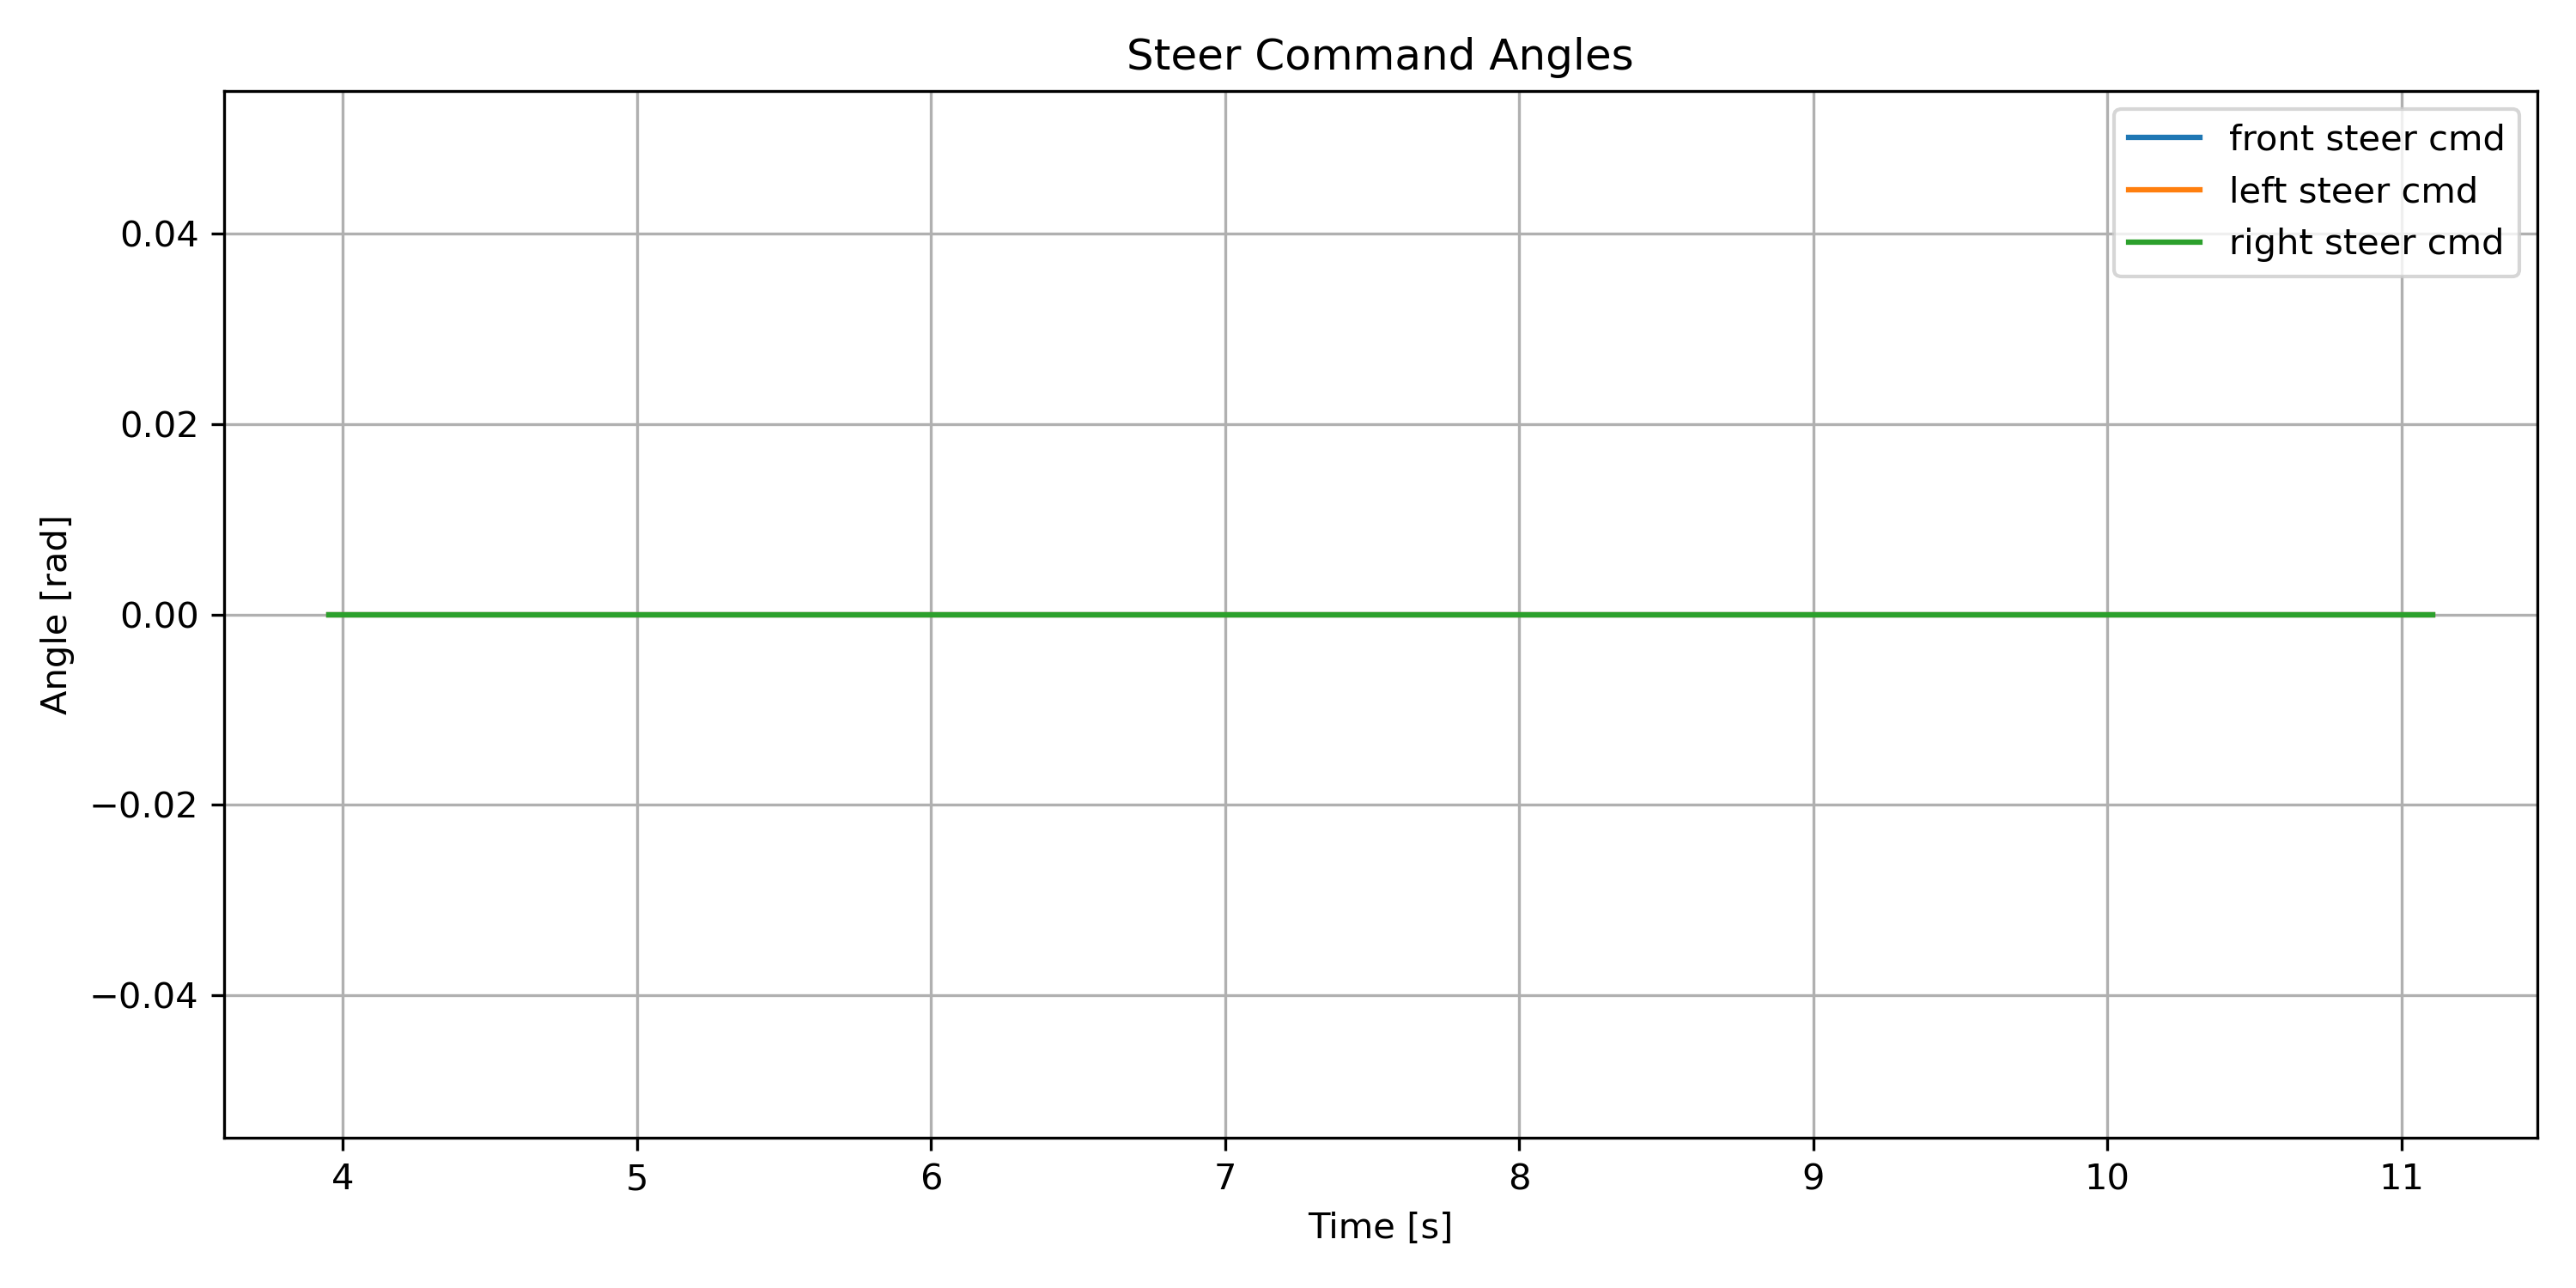 Steer Command Angles
front steer cmd
left steer cmd
right steer cmd
0.04
0.02
0.00
−0.02
−0.04
Angle [rad]
4 5 6 7 8 9 10 11
Time [s]